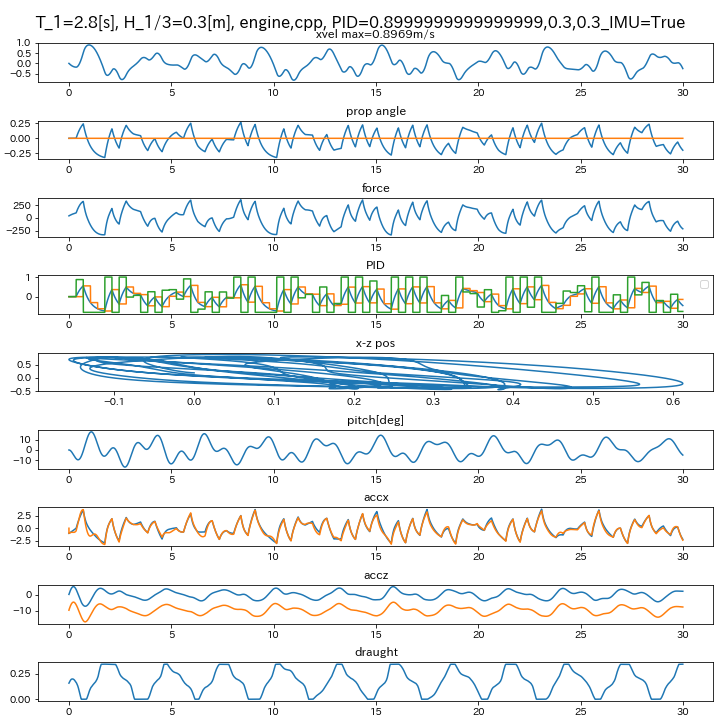 T_1=2.8[s], H_1/3=0.3[m], engine,cpp, PID=0.8999999999999999,0.3,0.3_IMU=True
xvel max=0.8969m/s
1.0
0.5
0.0
−0.5
0 5 10 15 20 25 30
prop angle
0.25
0.00
−0.25
0 5 10 15 20 25 30
force
250
0
−250
0 5 10 15 20 25 30
PID
1
0
0 5 10 15 20 25 30
x-z pos
0.5
0.0
−0.5
−0.1 0.0 0.1 0.2 0.3 0.4 0.5 0.6
pitch[deg]
10
0
−10
0 5 10 15 20 25 30
accx
2.5
0.0
−2.5
0 5 10 15 20 25 30
accz
0
−10
0 5 10 15 20 25 30
draught
0.25
0.00
0 5 10 15 20 25 30